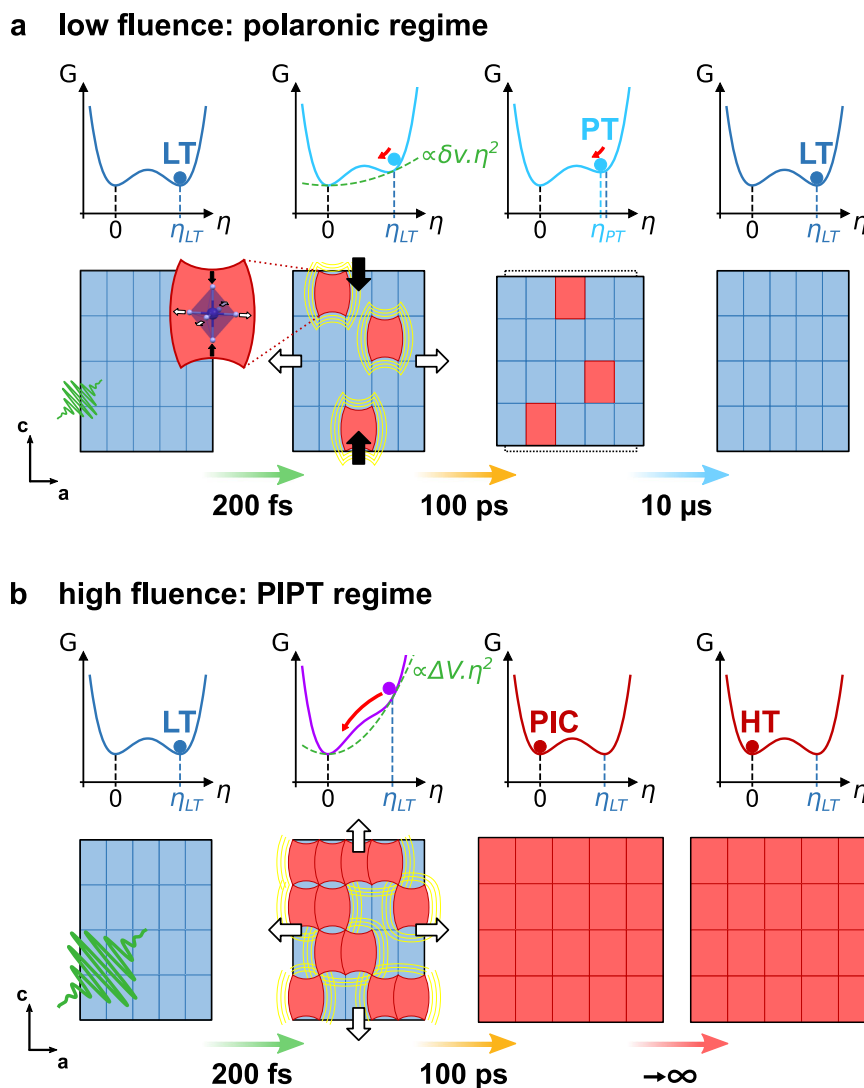 a low fluence: polaronic regime
G G G G
LT ∝δv.η² PT LT
0 η_LT η 0 η_LT η 0 η_PT η 0 η_LT η
c
a
200 fs 100 ps 10 µs
b high fluence: PIPT regime
G G G G
LT ∝ΔV.η² PIC HT
0 η_LT η 0 η_LT η 0 η_LT η 0 η_LT η
c
a
200 fs 100 ps →∞